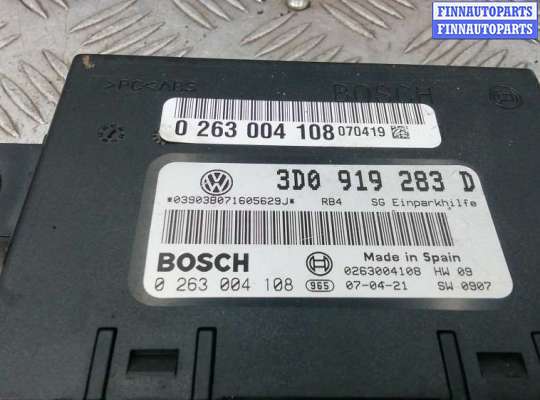 FINNAUTOPARTS
FINNAUTOPARTS
>PC<ABS
BOSCH
0 263 004 108 070419
3D0 919 283 D
*03903B071605629J* RB4 SG Einparkhilfe
BOSCH
Made in Spain
0263004108 HW 09
0 263 004 108 965 07-04-21 SW 0907